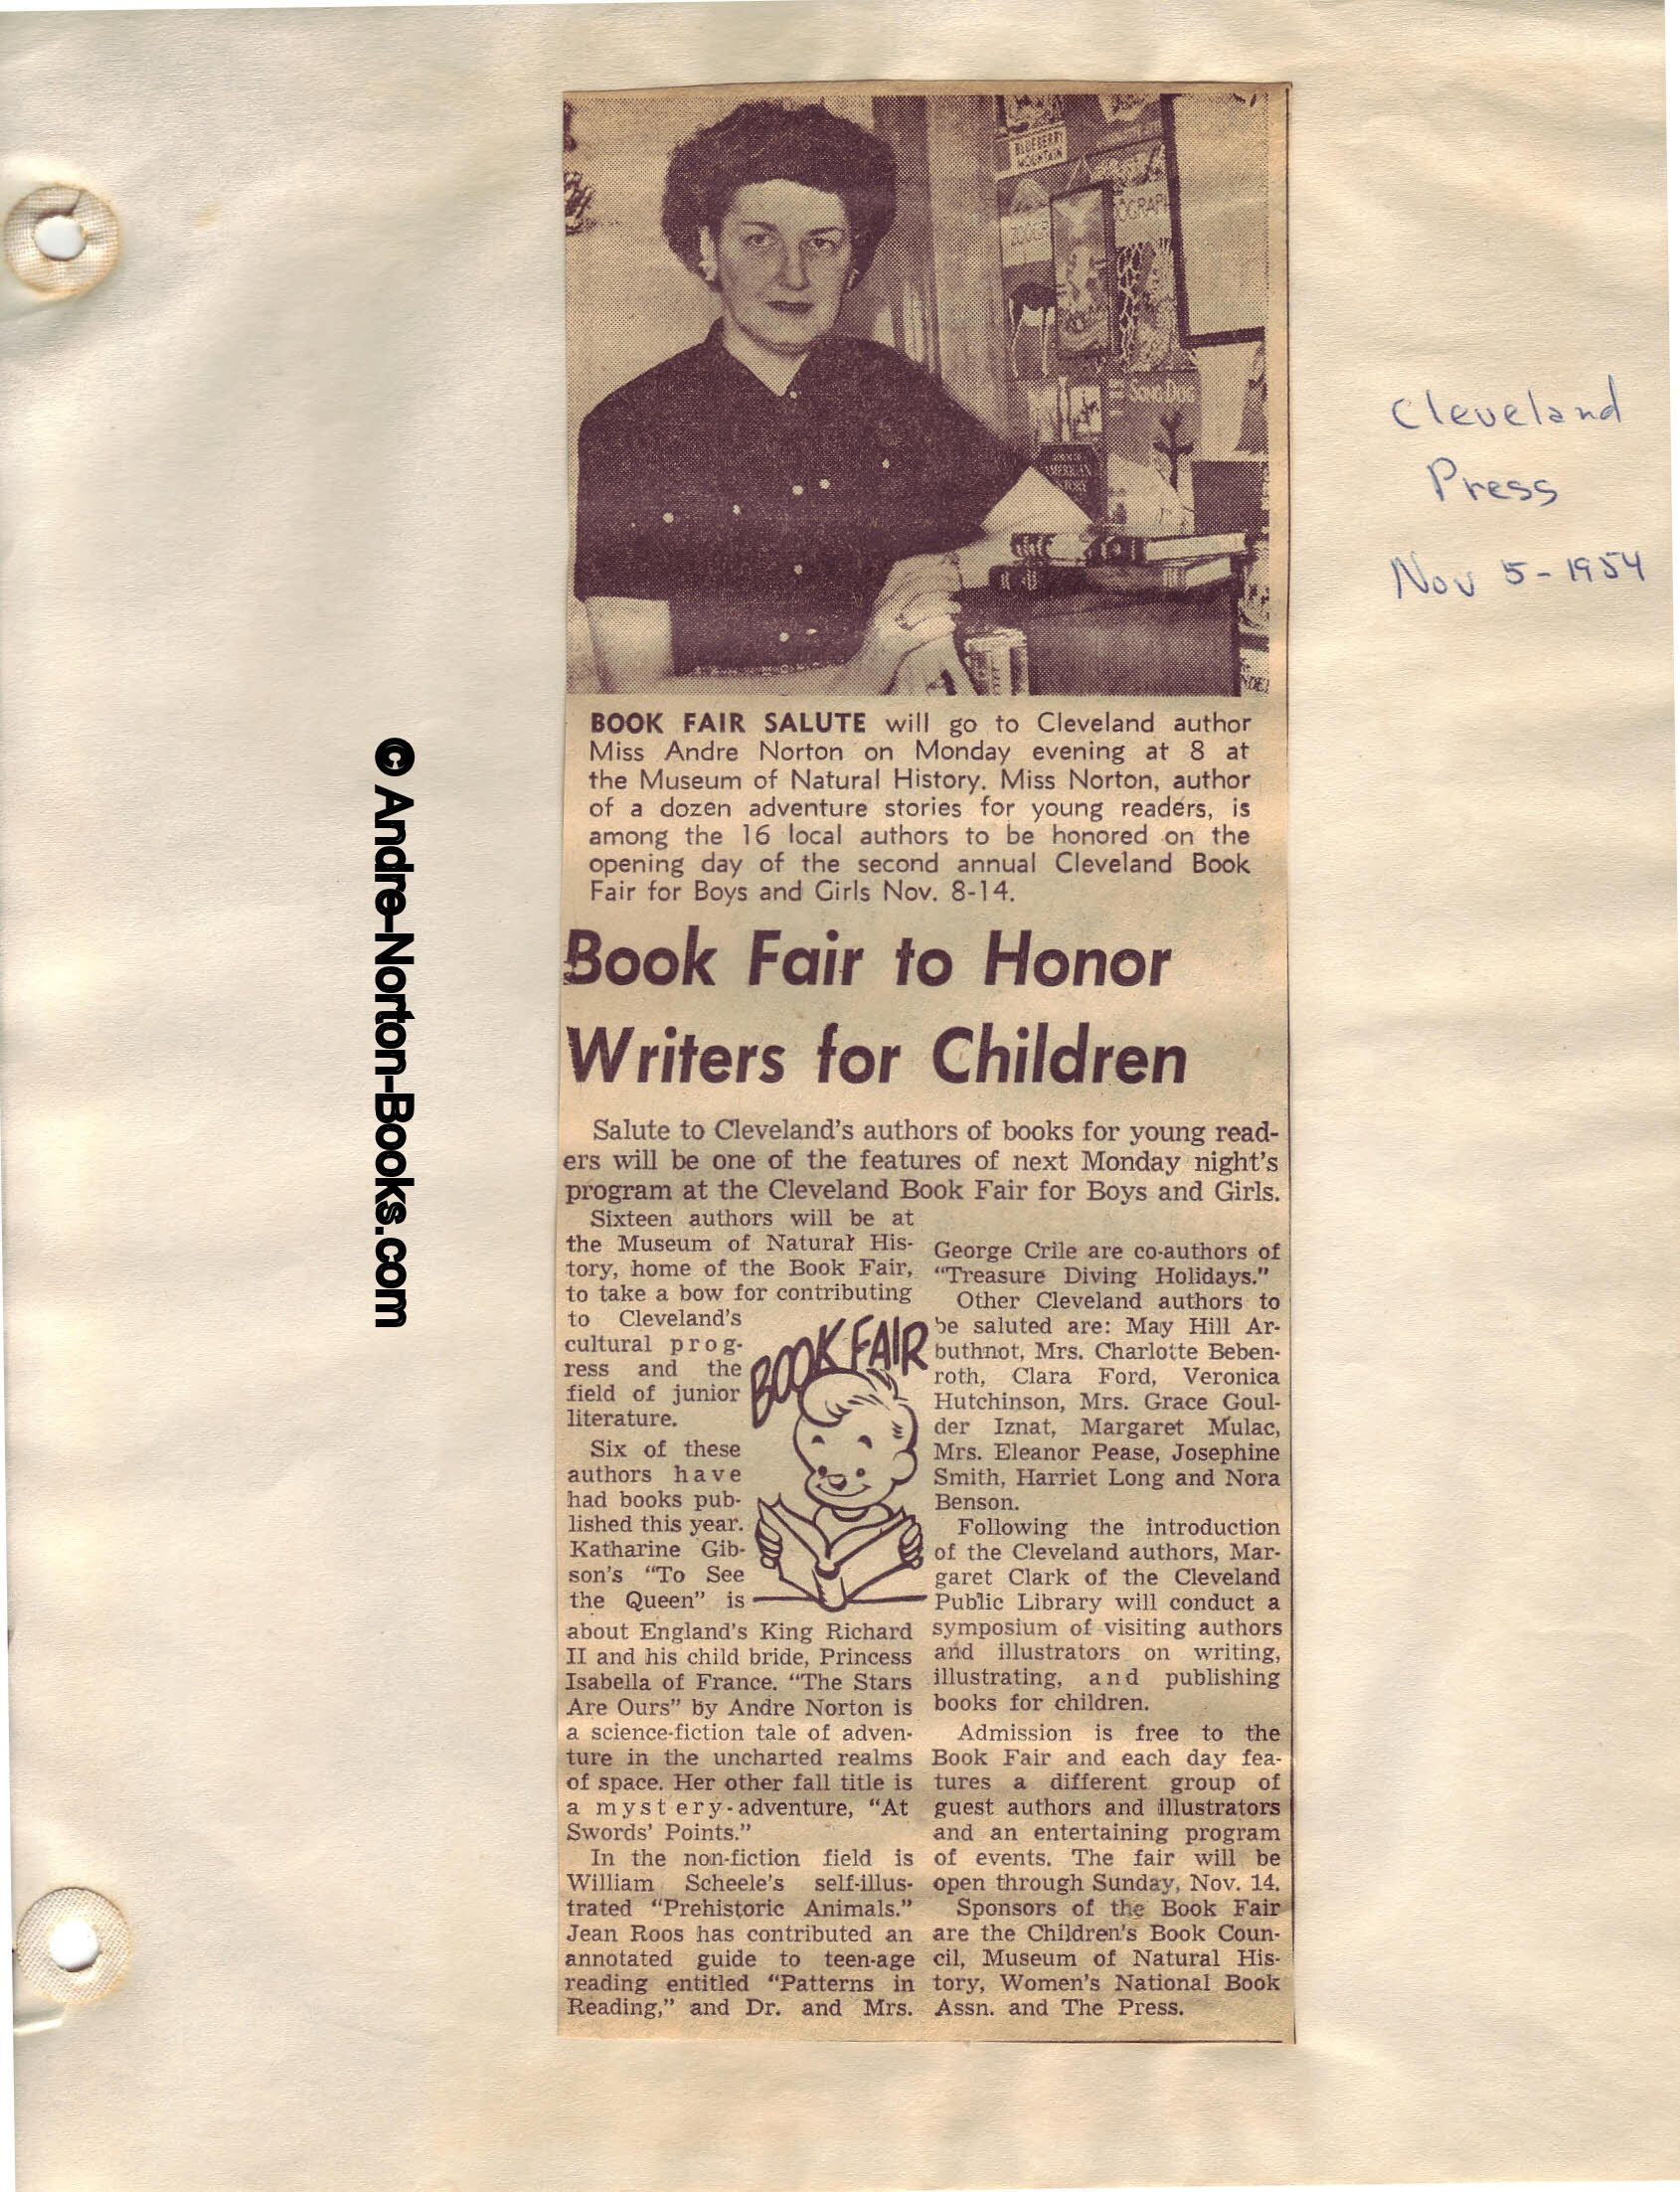 BLUEBERRY
MOUNTAIN
SONG DOG
AMERICAN
Cleveland
Press
Nov 5-1954
© Andre-Norton-Books.com
BOOK FAIR SALUTE will go to Cleveland author
Miss Andre Norton on Monday evening at 8 at
the Museum of Natural History. Miss Norton, author
of a dozen adventure stories for young readers, is
among the 16 local authors to be honored on the
opening day of the second annual Cleveland Book
Fair for Boys and Girls Nov. 8-14.
Book Fair to Honor
Writers for Children
Salute to Cleveland's authors of books for young read-
ers will be one of the features of next Monday night's
program at the Cleveland Book Fair for Boys and Girls.
Sixteen authors will be at
the Museum of Natural His-
tory, home of the Book Fair,
to take a bow for contributing
to Cleveland's
cultural prog-
ress and the
field of junior
literature.
Six of these
authors have
had books pub-
lished this year.
Katharine Gib-
son's "To See
the Queen" is
about England's King Richard
II and his child bride, Princess
Isabella of France. "The Stars
Are Ours" by Andre Norton is
a science-fiction tale of adven-
ture in the uncharted realms
of space. Her other fall title is
a mystery-adventure, "At
Swords' Points."
In the non-fiction field is
William Scheele's self-illus-
trated "Prehistoric Animals."
Jean Roos has contributed an
annotated guide to teen-age
reading entitled "Patterns in
Reading," and Dr. and Mrs.
BOOK FAIR
George Crile are co-authors of
"Treasure Diving Holidays."
Other Cleveland authors to
be saluted are: May Hill Ar-
buthnot, Mrs. Charlotte Beben-
roth, Clara Ford, Veronica
Hutchinson, Mrs. Grace Goul-
der Iznat, Margaret Mulac,
Mrs. Eleanor Pease, Josephine
Smith, Harriet Long and Nora
Benson.
Following the introduction
of the Cleveland authors, Mar-
garet Clark of the Cleveland
Public Library will conduct a
symposium of visiting authors
and illustrators on writing,
illustrating, and publishing
books for children.
Admission is free to the
Book Fair and each day fea-
tures a different group of
guest authors and illustrators
and an entertaining program
of events. The fair will be
open through Sunday, Nov. 14.
Sponsors of the Book Fair
are the Children's Book Coun-
cil, Museum of Natural His-
tory, Women's National Book
Assn. and The Press.